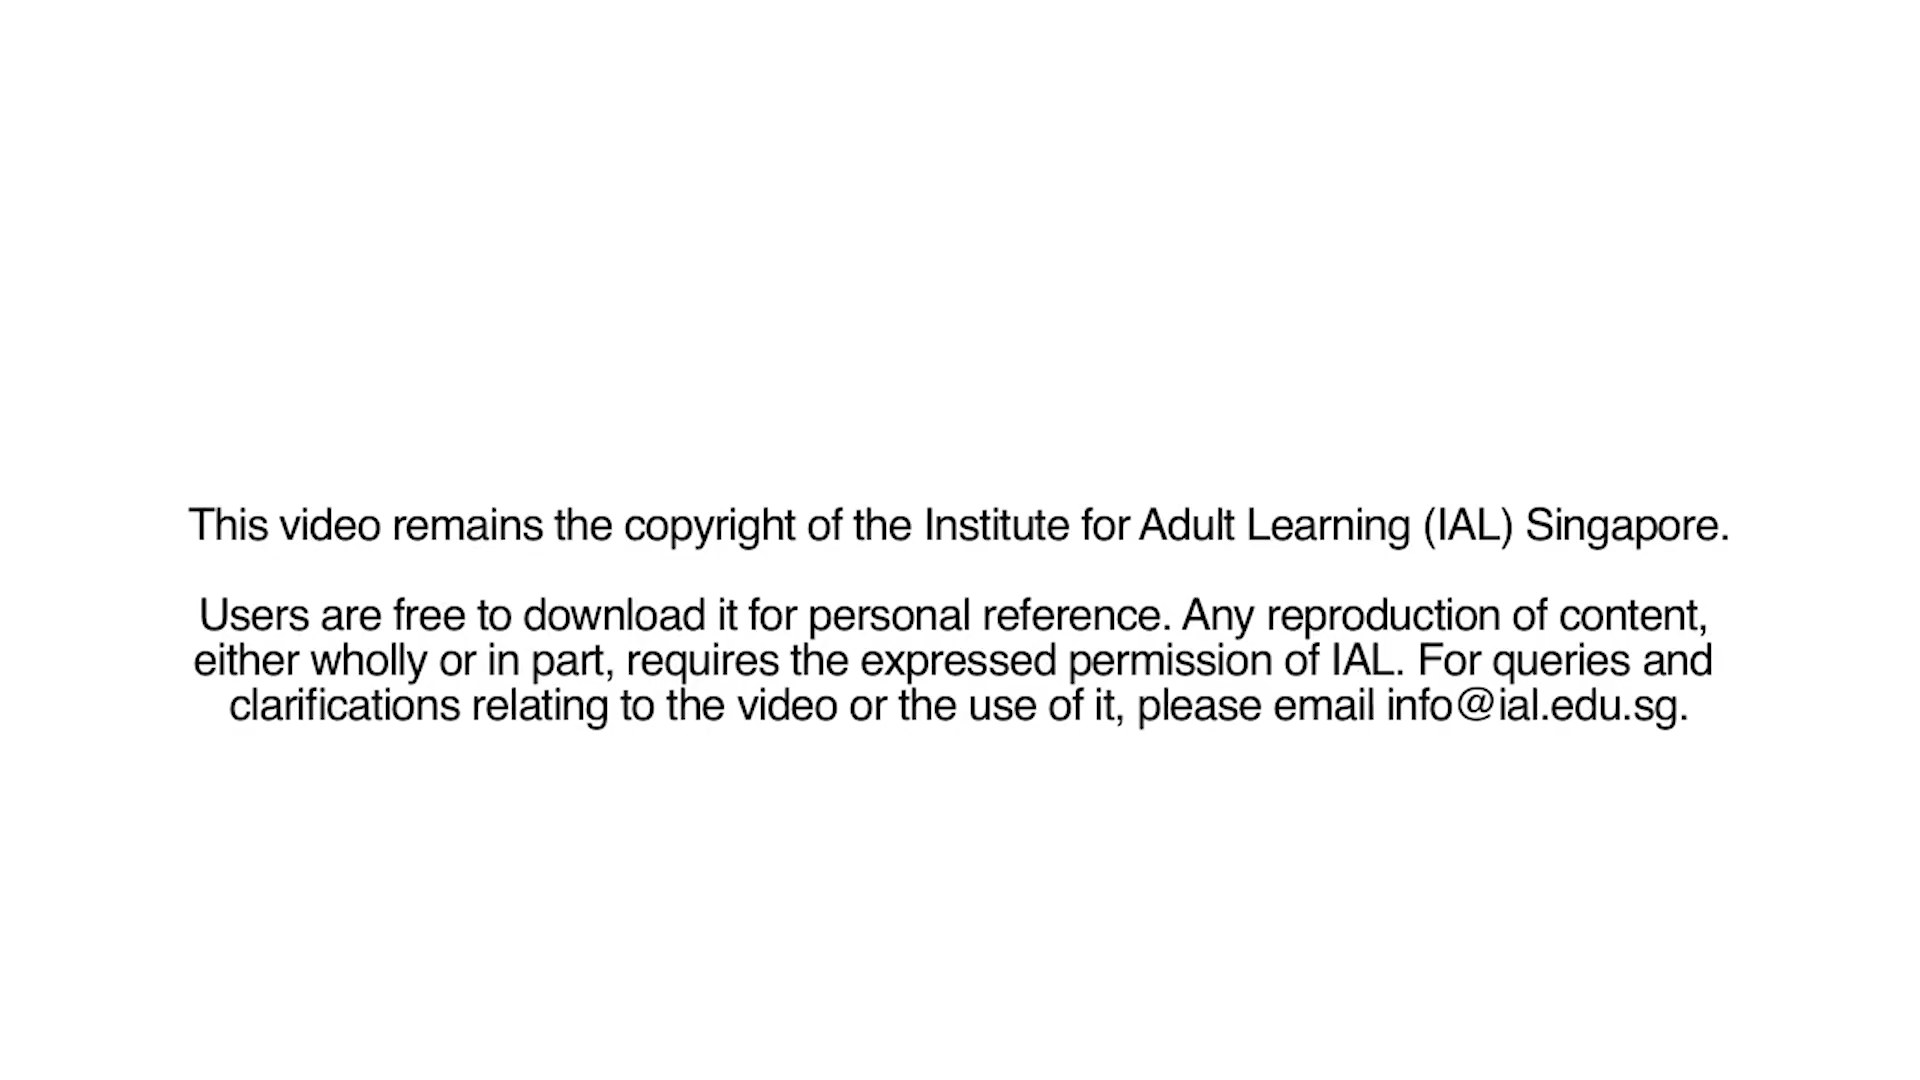 This video remains the copyright of the Institute for Adult Learning (IAL) Singapore.
Users are free to download it for personal reference. Any reproduction of content,
either wholly or in part, requires the expressed permission of IAL. For queries and
clarifications relating to the video or the use of it, please email info@ial.edu.sg.